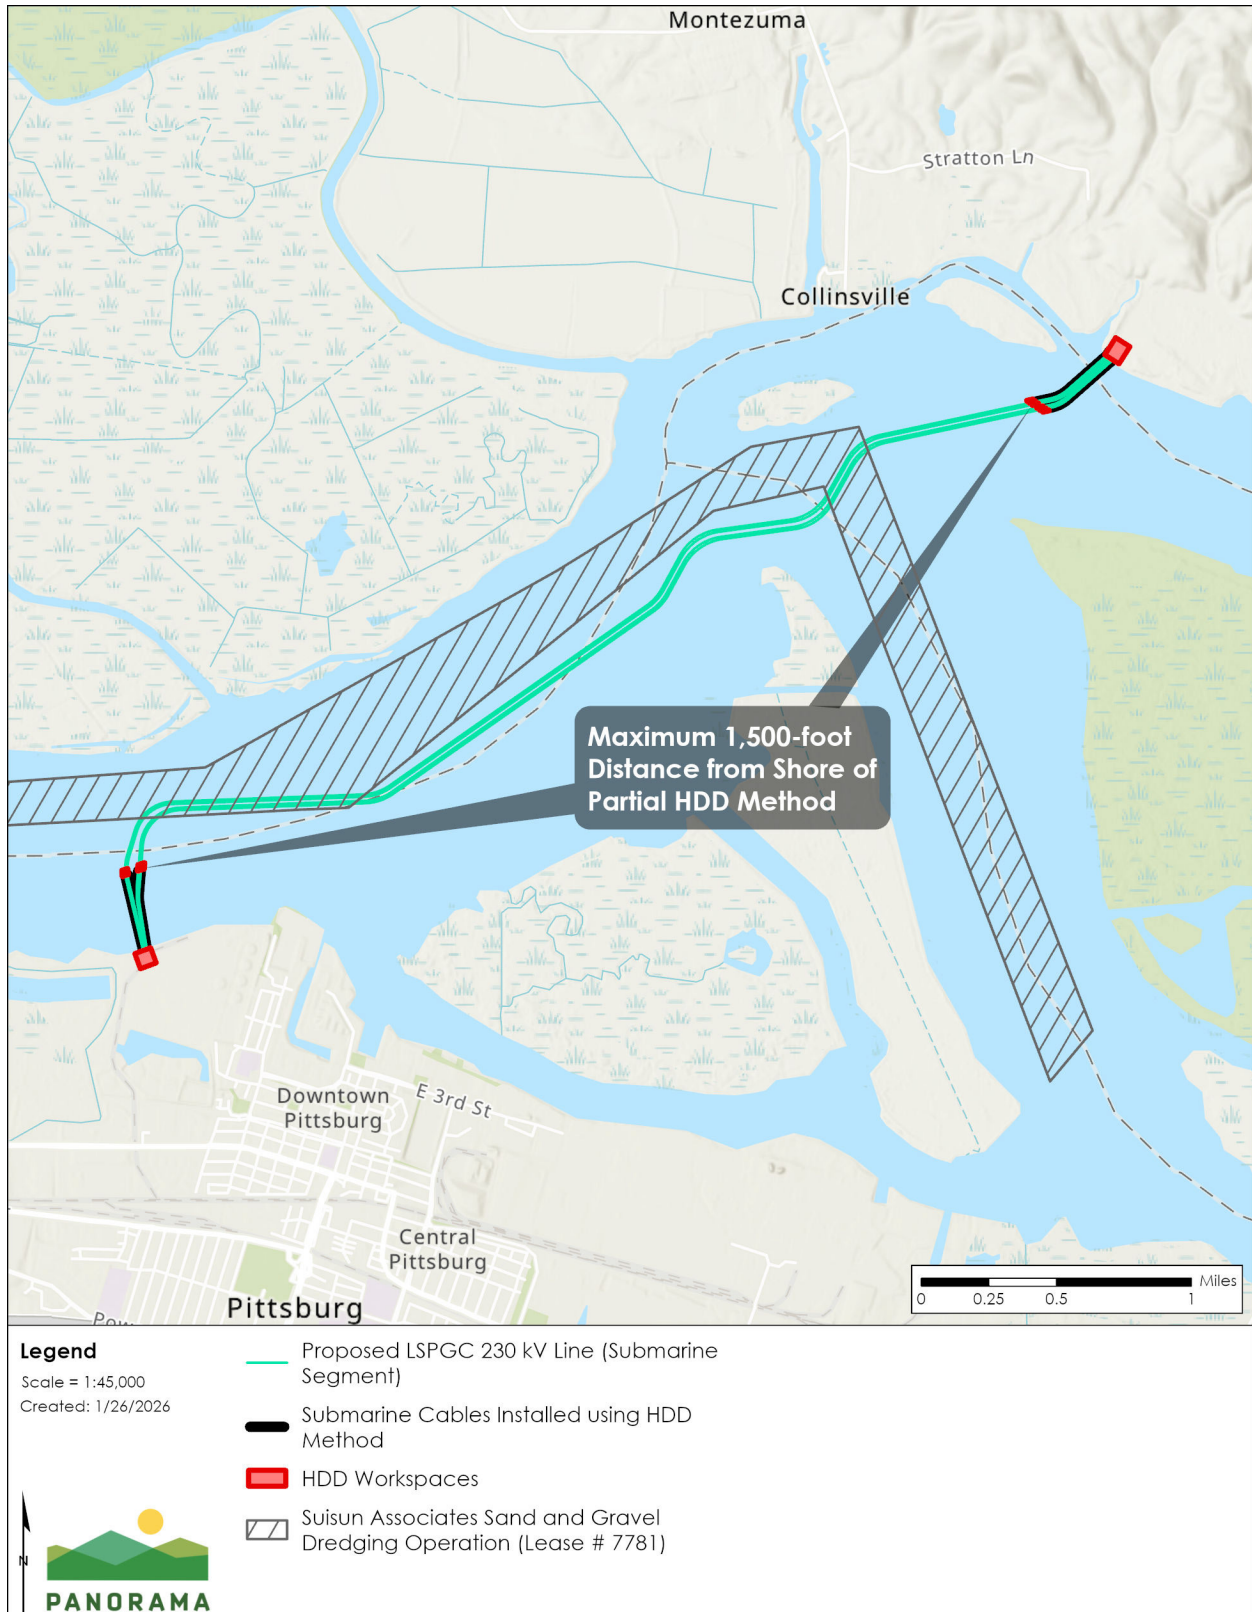 Montezuma
Stratton Ln
Collinsville
Maximum 1,500-foot
Distance from Shore of
Partial HDD Method
Downtown
Pittsburg
E 3rd St
Central
Pittsburg
Pittsburg
Miles
0 0.25 0.5 1
Legend
Scale = 1:45,000
Created: 1/26/2026
Proposed LSPGC 230 kV Line (Submarine
Segment)
Submarine Cables Installed using HDD
Method
HDD Workspaces
Suisun Associates Sand and Gravel
Dredging Operation (Lease # 7781)
N
PANORAMA